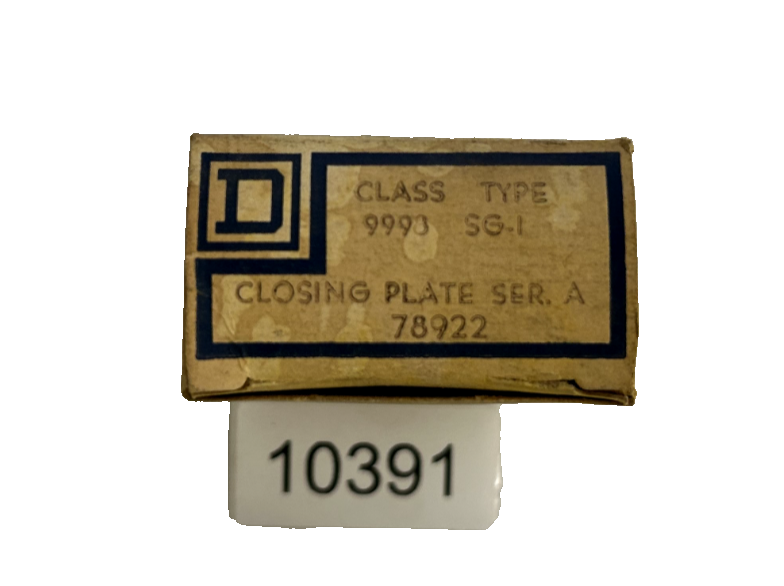 D
CLASS TYPE
9993 SG-1
CLOSING PLATE SER. A
78922
10391